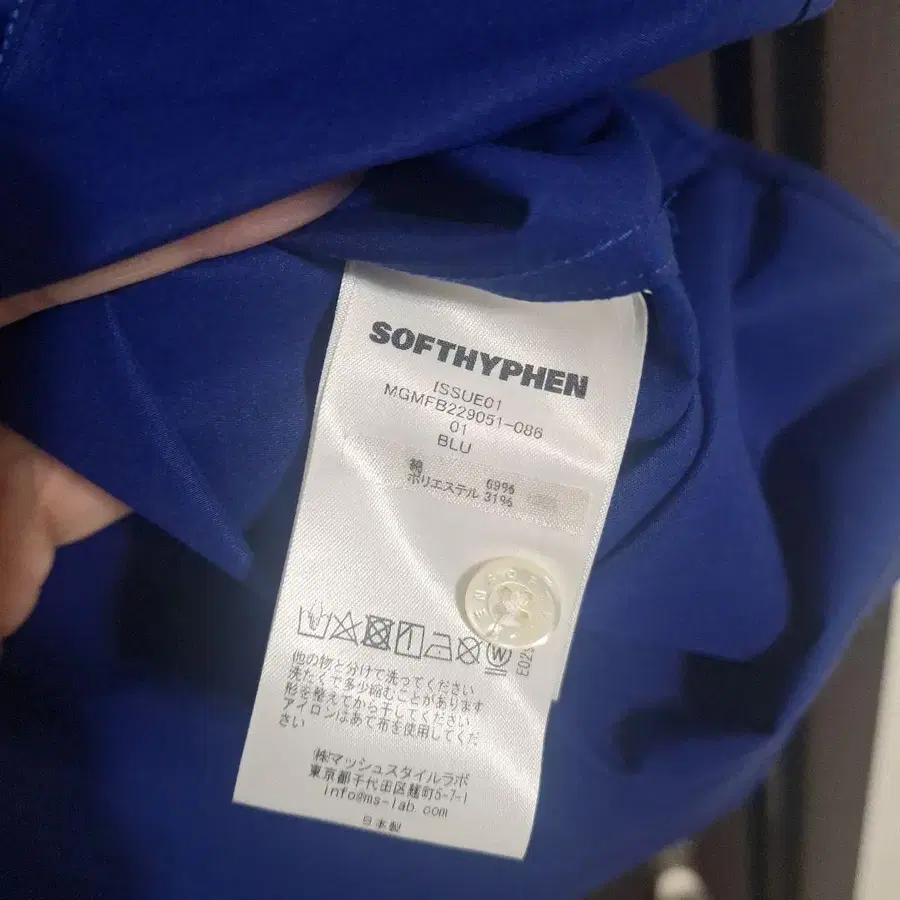 SOFTHYPHEN
ISSUE01
MGMFB229051-086
01
BLU
綿 69%
ポリエステル 31%
W
他の物と分けて洗ってください
洗たくで多少縮むことがあります
形を整えてから干してください
アイロンはあて布を使用してくだ
さい
㈱マッシュスタイルラボ
東京都千代田区麹町5-7-1
info@ms-lab.com
日本製